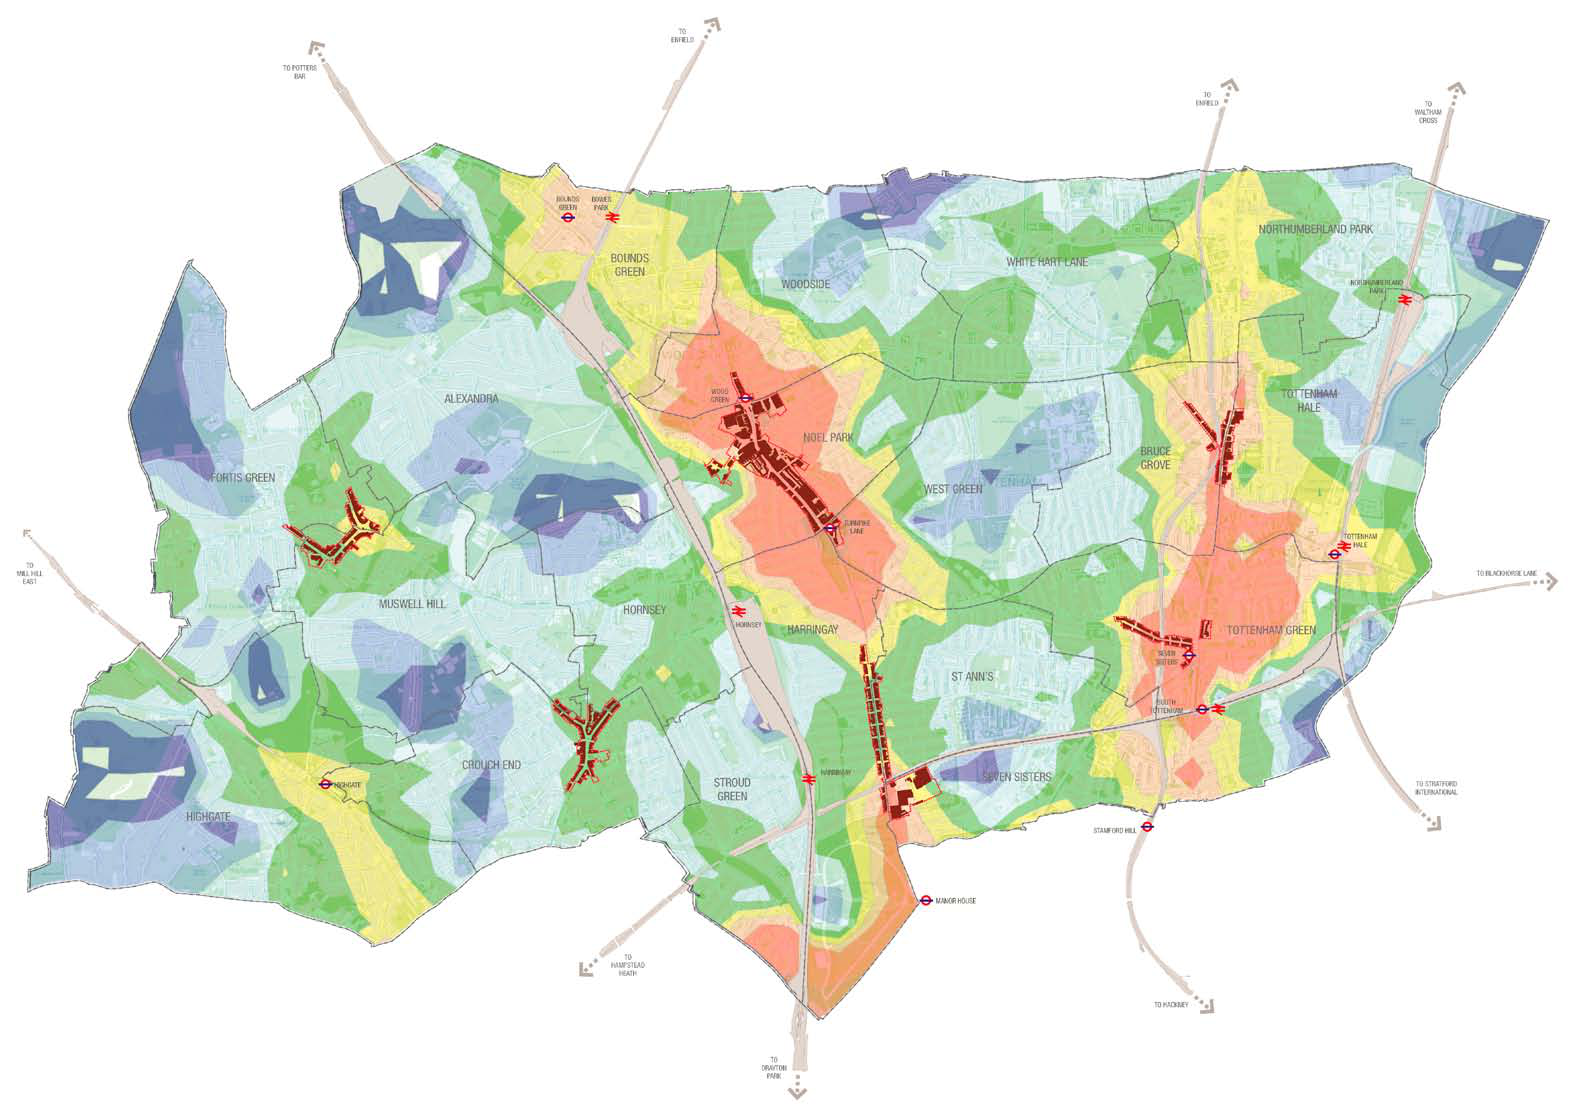 TO
ENFIELD
TO POTTERS
BAR
TO
ENFIELD
TO
WALTHAM
CROSS
BOUNDS
GREEN
BOWES
PARK
BOUNDS
GREEN
WOODSIDE
WHITE HART LANE
NORTHUMBERLAND PARK
NORTHUMBERLAND
PARK
ALEXANDRA
WOOD
GREEN
NOEL PARK
TOTTENHAM
HALE
BRUCE
GROVE
FORTIS GREEN
WEST GREEN
TURNPIKE
LANE
TOTTENHAM
HALE
TO
MILL HILL
EAST
TO BLACKHORSE LANE
MUSWELL HILL
HORNSEY
HORNSEY
HARRINGAY
TOTTENHAM GREEN
SEVEN
SISTERS
ST ANN'S
SOUTH
TOTTENHAM
CROUCH END
HIGHGATE
STROUD
GREEN
HARRINGAY
SEVEN SISTERS
TO STRATFORD
INTERNATIONAL
HIGHGATE
STAMFORD HILL
MANOR HOUSE
TO
HAMPSTEAD
HEATH
TO HACKNEY
TO
DRAYTON
PARK